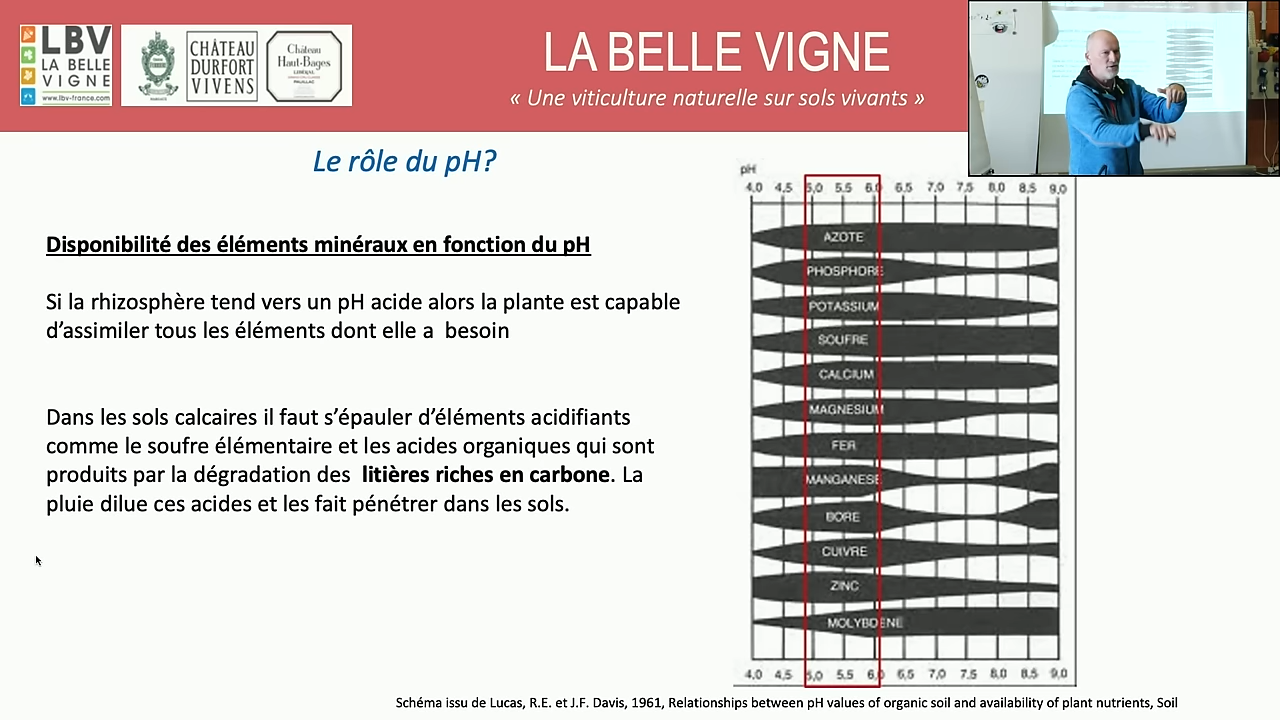 LBV
LA BELLE
VIGNE
www.lbv-france.com
CHÂTEAU
DURFORT
VIVENS
Château
Haut-Bages
LIBÉRAL
PAUILLAC
LA BELLE VIGNE
« Une viticulture naturelle sur sols vivants »
Le rôle du pH?
Disponibilité des éléments minéraux en fonction du pH
Si la rhizosphère tend vers un pH acide alors la plante est capable
d’assimiler tous les éléments dont elle a besoin
Dans les sols calcaires il faut s’épauler d’éléments acidifiants
comme le soufre élémentaire et les acides organiques qui sont
produits par la dégradation des litières riches en carbone. La
pluie dilue ces acides et les fait pénétrer dans les sols.
pH
4.0 4,5 5,0 5.5 6.0 6,5 7,0 7.5 8,0 8,5 9,0
AZOTE
PHOSPHORE
POTASSIUM
SOUFRE
CALCIUM
MAGNESIUM
FER
MANGANESE
BORE
CUIVRE
ZINC
MOLYBDENE
4.0 4,5 5,0 5.5 6,0 6,5 7,0 7.5 8,0 8,5 9,0
Schéma issu de Lucas, R.E. et J.F. Davis, 1961, Relationships between pH values of organic soil and availability of plant nutrients, Soil